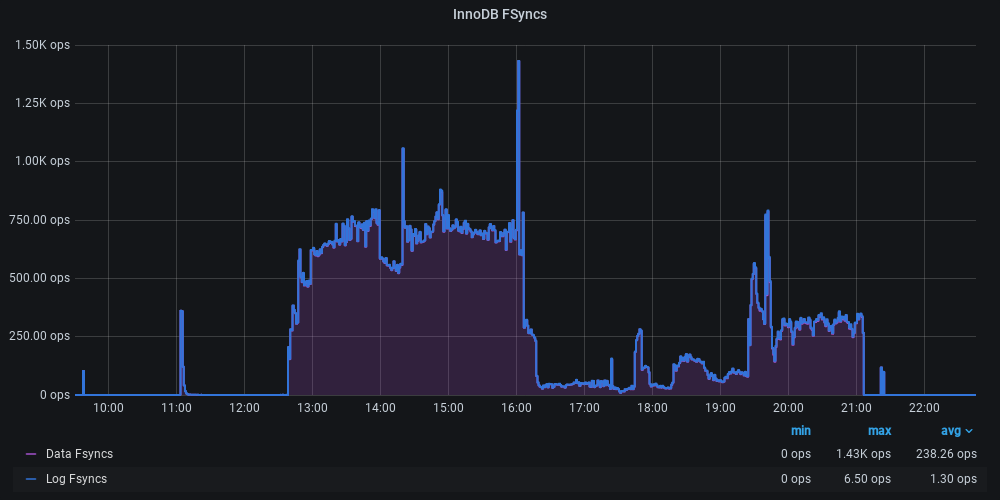 InnoDB FSyncs
1.50K ops
1.25K ops
1.00K ops
750.00 ops
500.00 ops
250.00 ops
0 ops
10:00 11:00 12:00 13:00 14:00 15:00 16:00 17:00 18:00 19:00 20:00 21:00 22:00
min max avg
Data Fsyncs 0 ops 1.43K ops 238.26 ops
Log Fsyncs 0 ops 6.50 ops 1.30 ops